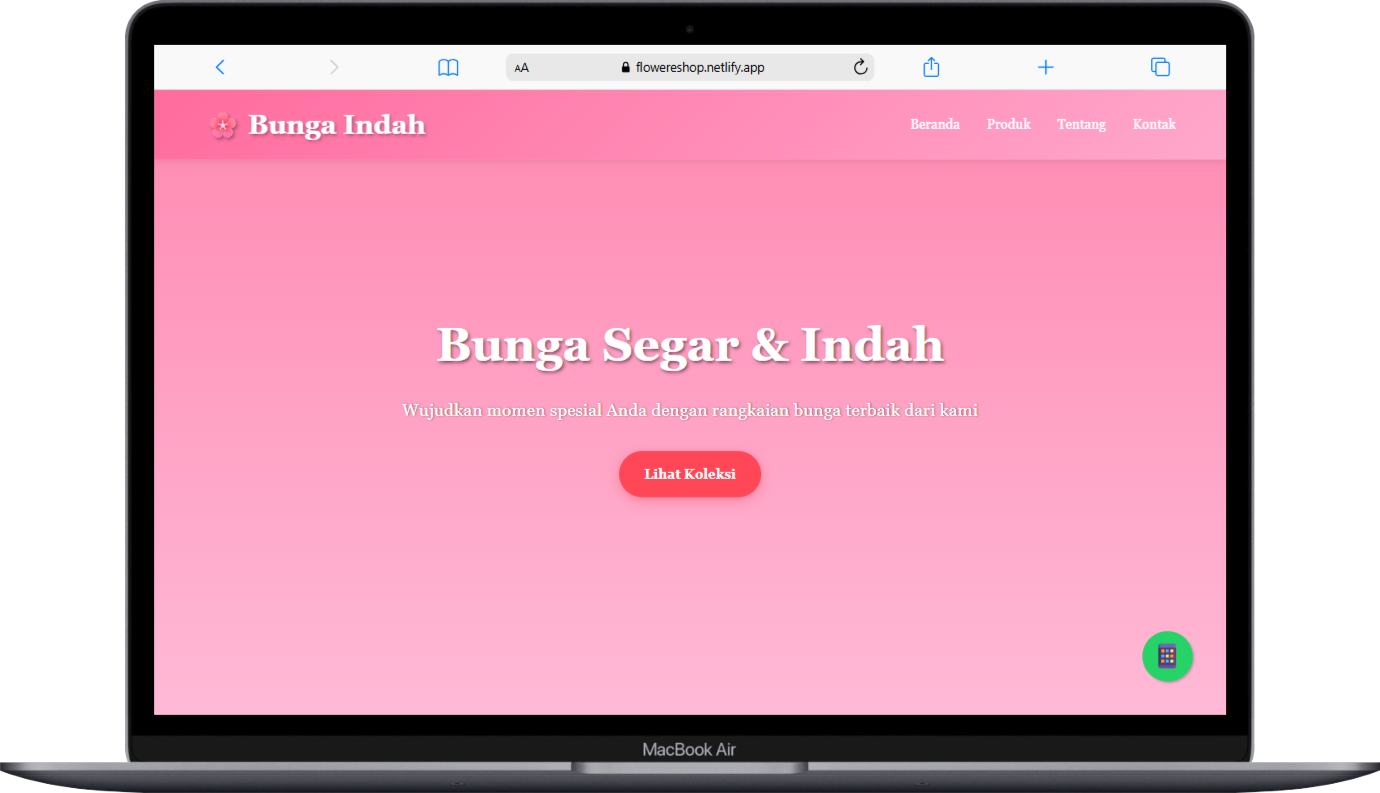 AA flowereshop.netlify.app
🌸 Bunga Indah
Beranda Produk Tentang Kontak
Bunga Segar & Indah
Wujudkan momen spesial Anda dengan rangkaian bunga terbaik dari kami
Lihat Koleksi
MacBook Air